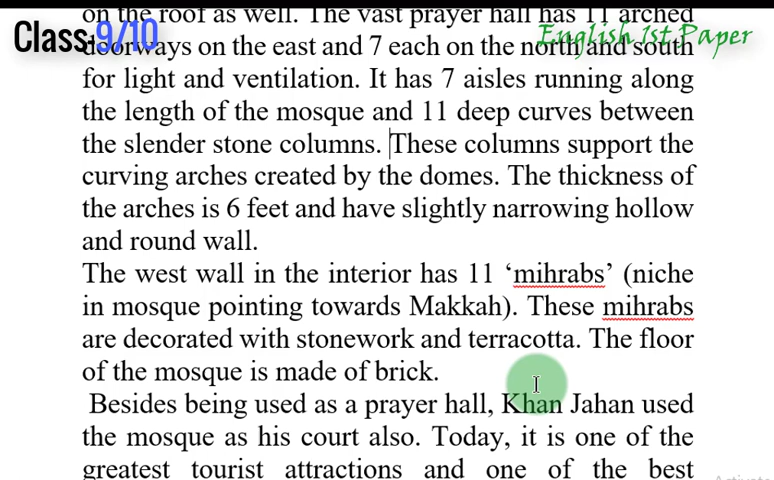 on the roof as well. The vast prayer hall has 11 arched
Class 9/10
English 1st Paper
doorways on the east and 7 each on the north and south
for light and ventilation. It has 7 aisles running along
the length of the mosque and 11 deep curves between
the slender stone columns. These columns support the
curving arches created by the domes. The thickness of
the arches is 6 feet and have slightly narrowing hollow
and round wall.
The west wall in the interior has 11 ‘mihrabs’ (niche
in mosque pointing towards Makkah). These mihrabs
are decorated with stonework and terracotta. The floor
of the mosque is made of brick.
Besides being used as a prayer hall, Khan Jahan used
the mosque as his court also. Today, it is one of the
greatest tourist attractions and one of the best